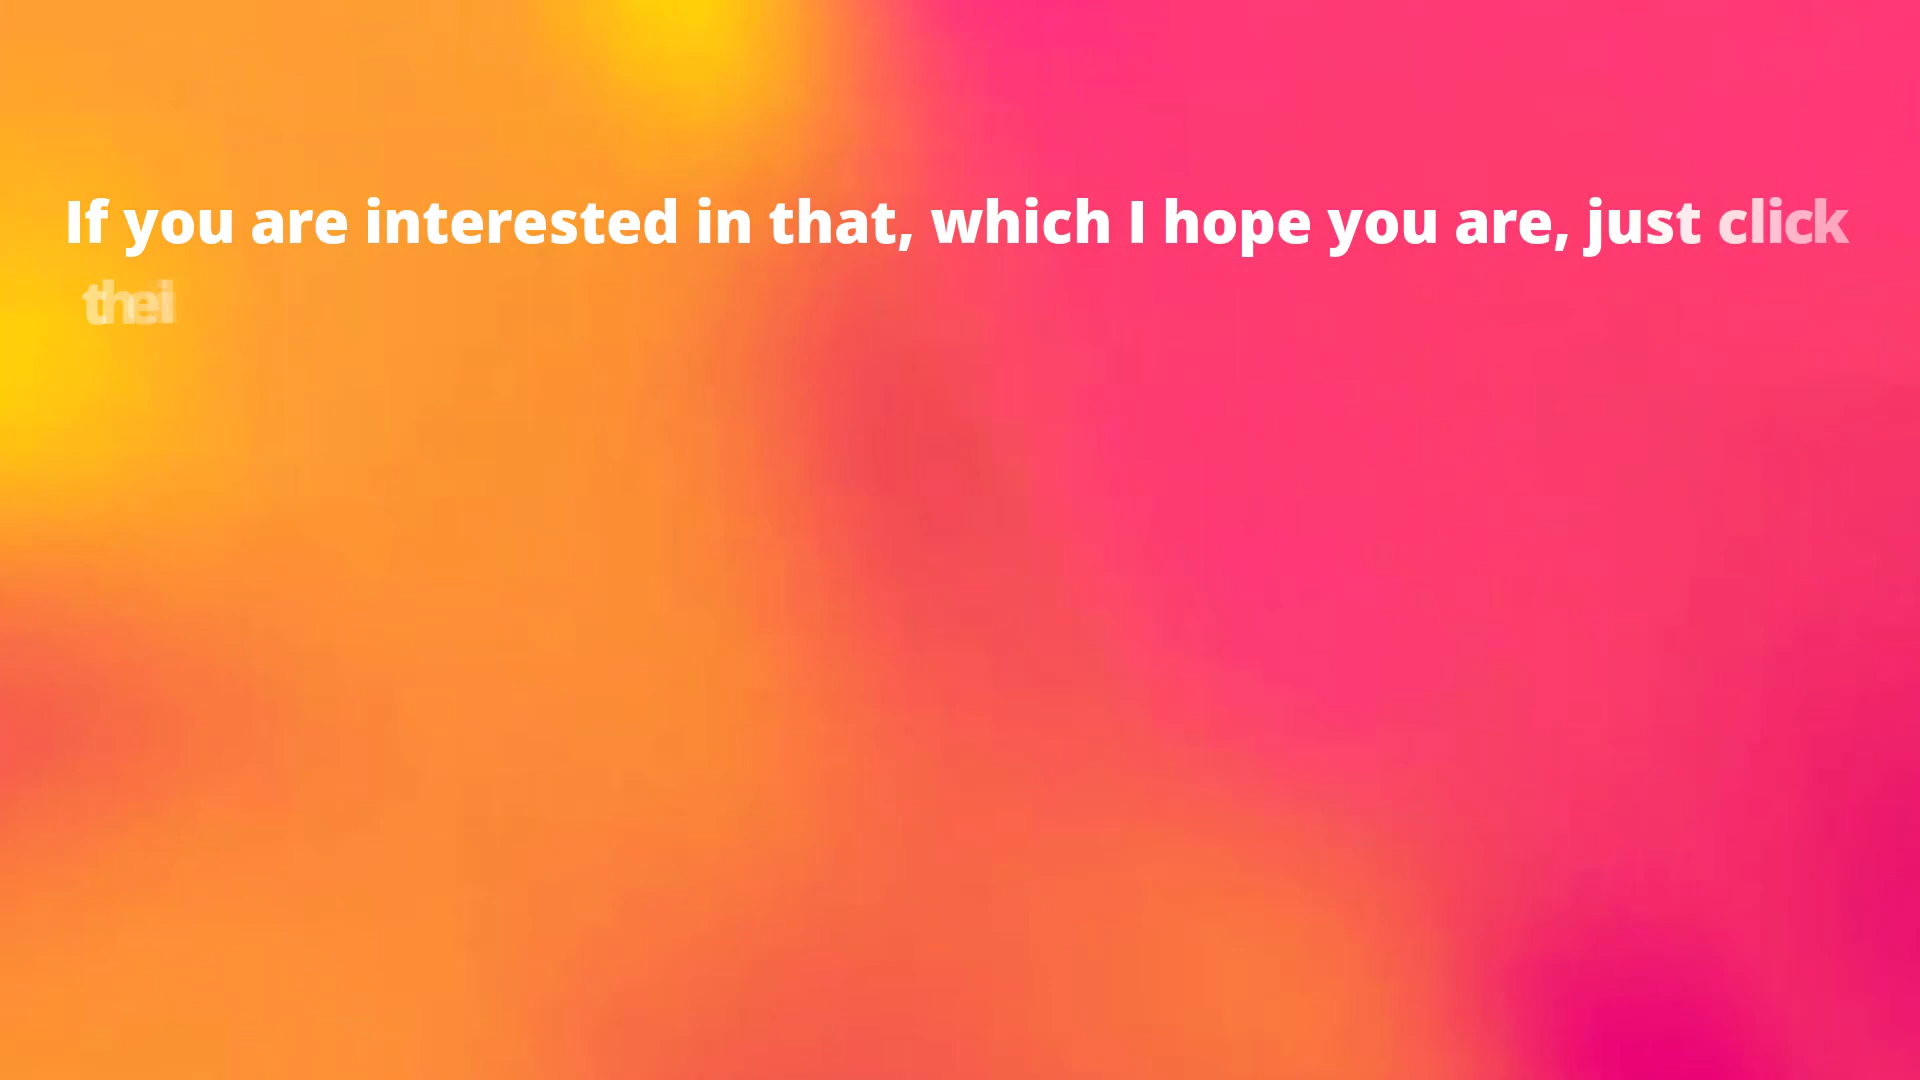 If you are interested in that, which I hope you are, just click